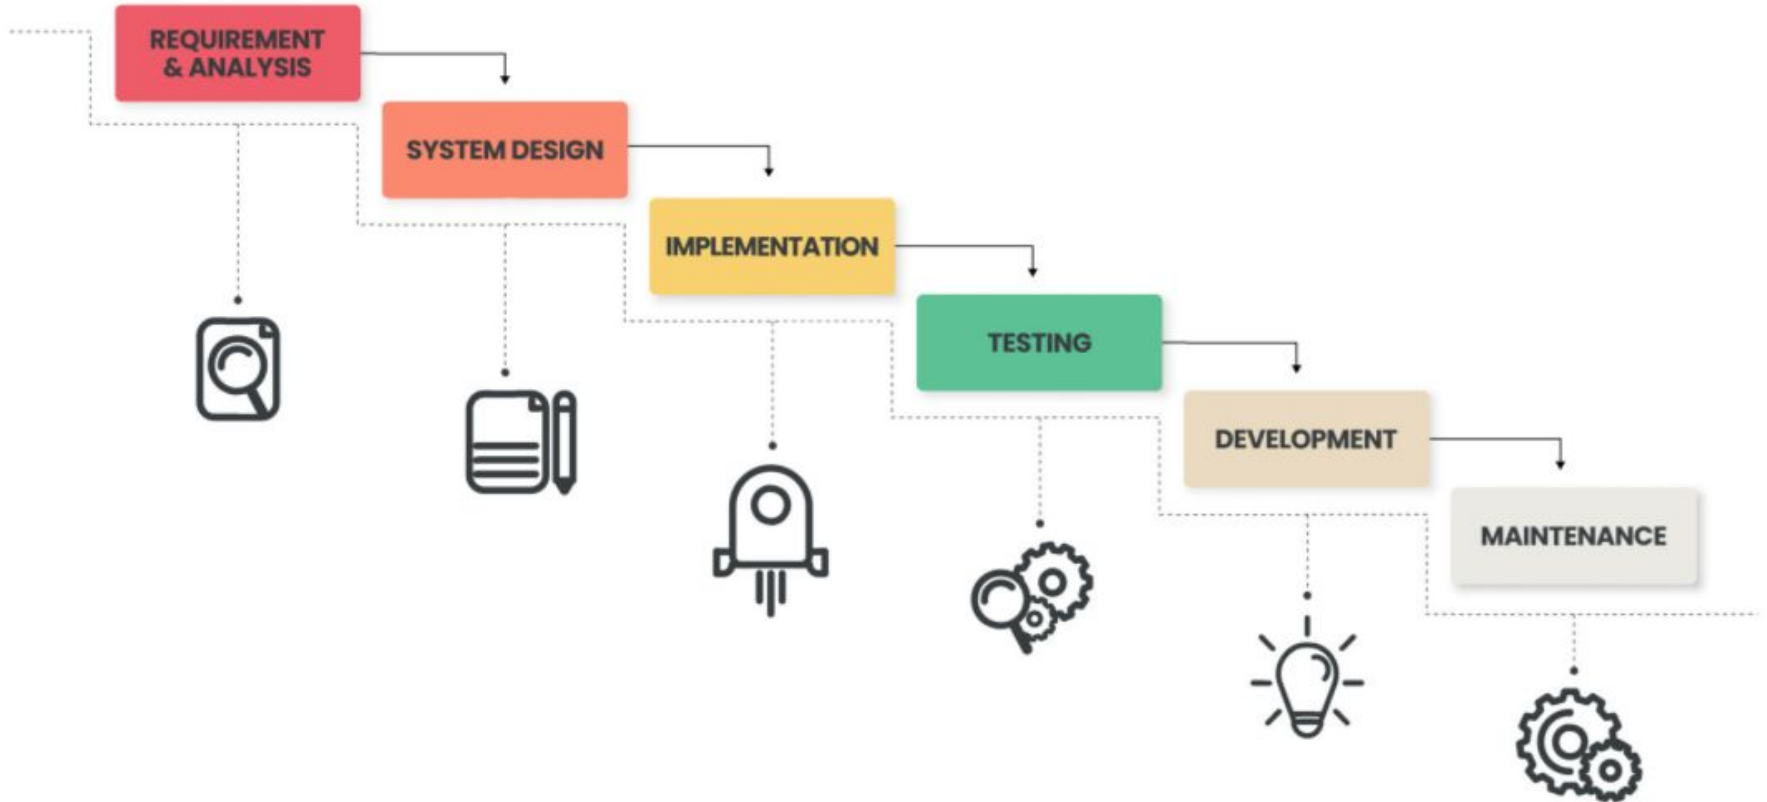 REQUIREMENT
& ANALYSIS
SYSTEM DESIGN
IMPLEMENTATION
TESTING
DEVELOPMENT
MAINTENANCE